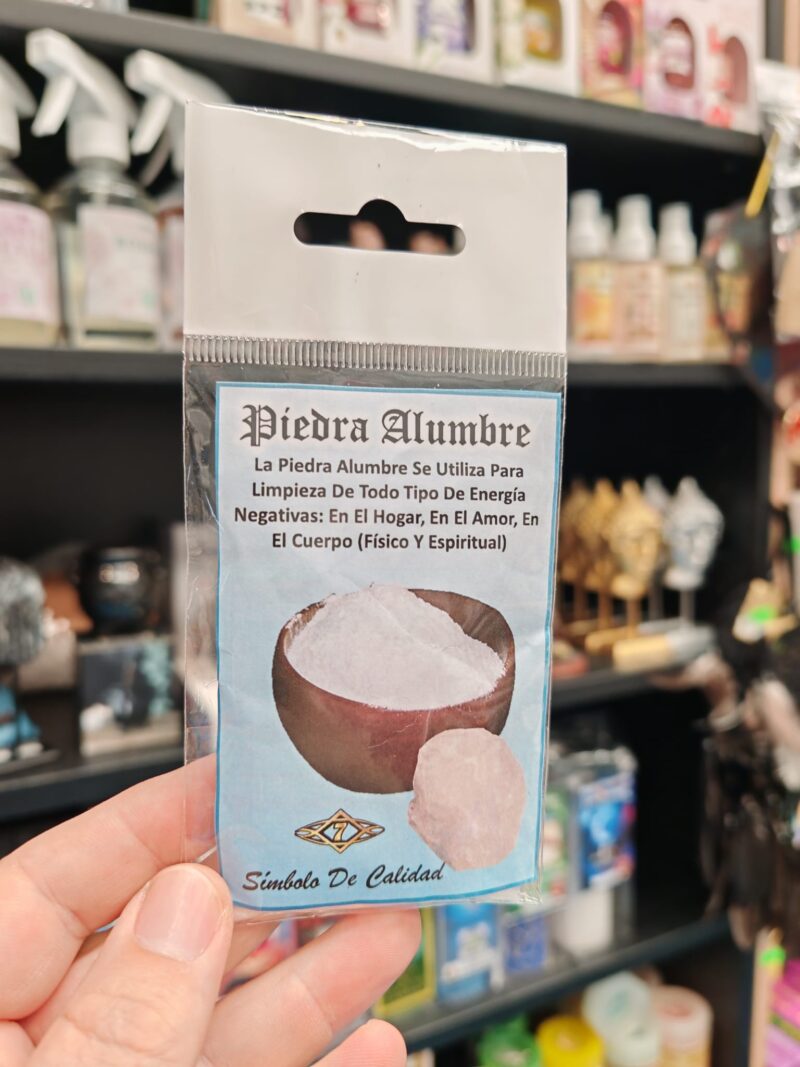 Piedra Alumbre
La Piedra Alumbre Se Utiliza Para
Limpieza De Todo Tipo De Energía
Negativas: En El Hogar, En El Amor, En
El Cuerpo (Físico Y Espiritual)
7
Símbolo De Calidad